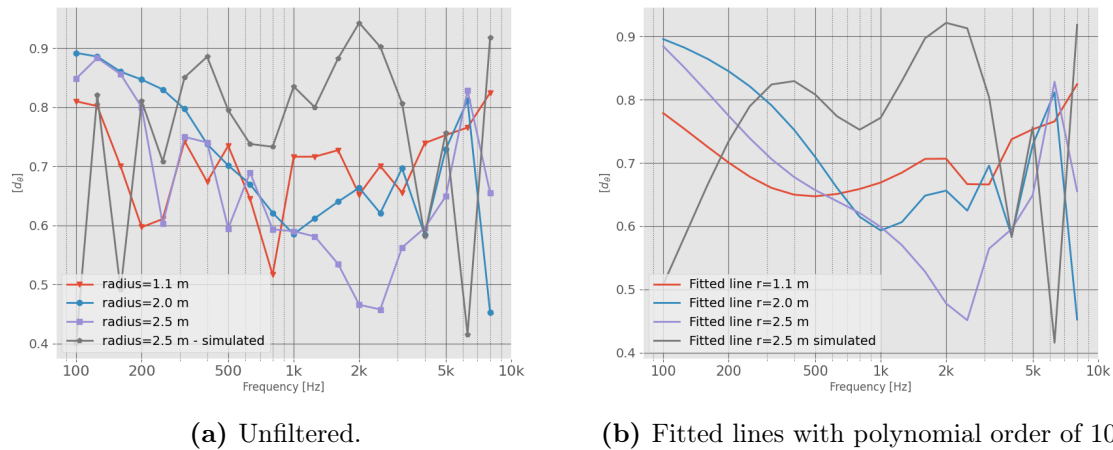 0.9
0.8
0.7
0.6
0.5
0.4
[dθ]
radius=1.1 m
radius=2.0 m
radius=2.5 m
radius=2.5 m - simulated
100 200 500 1k 2k 5k 10k
Frequency [Hz]
(a) Unfiltered.
0.9
0.8
0.7
0.6
0.5
0.4
[dθ]
Fitted line r=1.1 m
Fitted line r=2.0 m
Fitted line r=2.5 m
Fitted line r=2.5 m simulated
100 200 500 1k 2k 5k 10k
Frequency [Hz]
(b) Fitted lines with polynomial order of 10